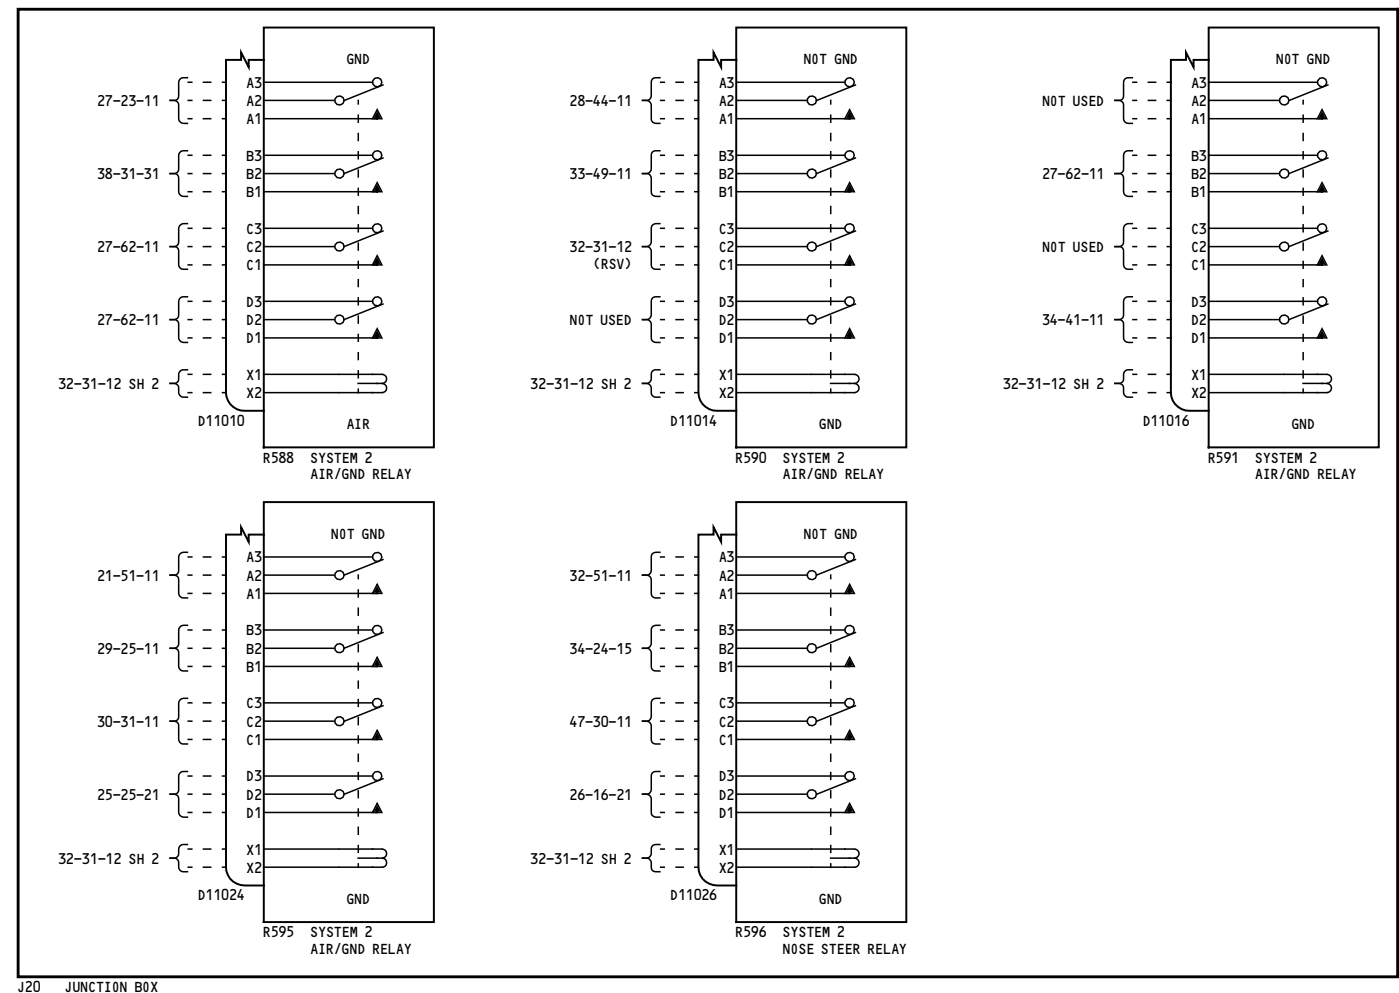 GND
A3
27-23-11
A2
A1
B3
38-31-31
B2
B1
C3
27-62-11
C2
C1
D3
27-62-11
D2
D1
X1
32-31-12 SH 2
X2
D11010
AIR
R588 SYSTEM 2
AIR/GND RELAY
NOT GND
A3
28-44-11
A2
A1
B3
33-49-11
B2
B1
C3
32-31-12
C2
(RSV)
C1
D3
NOT USED
D2
D1
X1
32-31-12 SH 2
X2
D11014
GND
R590 SYSTEM 2
AIR/GND RELAY
NOT GND
A3
NOT USED
A2
A1
B3
27-62-11
B2
B1
C3
NOT USED
C2
C1
D3
34-41-11
D2
D1
X1
32-31-12 SH 2
X2
D11016
GND
R591 SYSTEM 2
AIR/GND RELAY
NOT GND
A3
21-51-11
A2
A1
B3
29-25-11
B2
B1
C3
30-31-11
C2
C1
D3
25-25-21
D2
D1
X1
32-31-12 SH 2
X2
D11024
GND
R595 SYSTEM 2
AIR/GND RELAY
NOT GND
A3
32-51-11
A2
A1
B3
34-24-15
B2
B1
C3
47-30-11
C2
C1
D3
26-16-21
D2
D1
X1
32-31-12 SH 2
X2
D11026
GND
R596 SYSTEM 2
NOSE STEER RELAY
J20 JUNCTION BOX